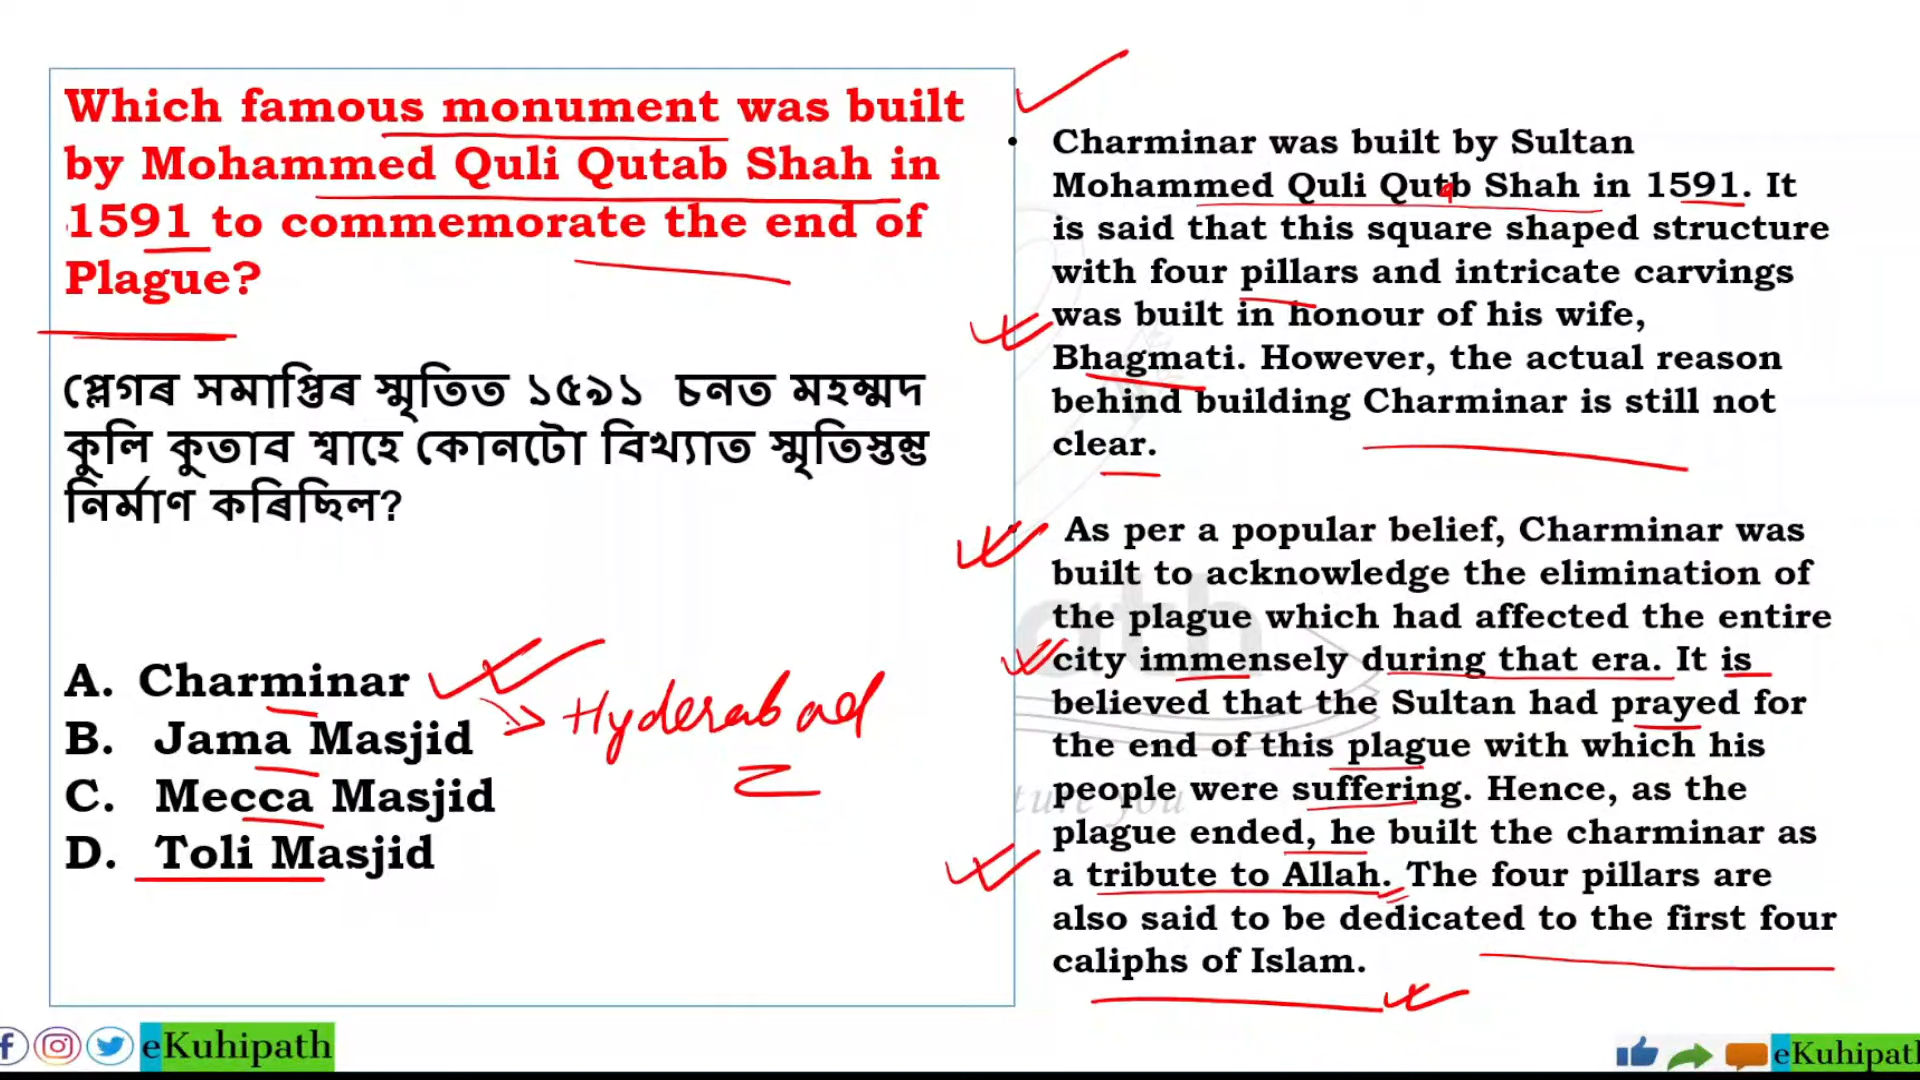 Which famous monument was built
by Mohammed Quli Qutab Shah in
1591 to commemorate the end of
Plague?
প্লেগৰ সমাপ্তিৰ স্মৃতিত ১৫৯১ চনত মহম্মদ
কুলি কুতাব শ্বাহে কোনটো বিখ্যাত স্মৃতিস্তম্ভ
নিৰ্মাণ কৰিছিল?
A. Charminar
Hyderabad
B. Jama Masjid
C. Mecca Masjid
D. Toli Masjid
• Charminar was built by Sultan
Mohammed Quli Qutb Shah in 1591. It
is said that this square shaped structure
with four pillars and intricate carvings
was built in honour of his wife,
Bhagmati. However, the actual reason
behind building Charminar is still not
clear.
As per a popular belief, Charminar was
built to acknowledge the elimination of
the plague which had affected the entire
city immensely during that era. It is
believed that the Sultan had prayed for
the end of this plague with which his
people were suffering. Hence, as the
plague ended, he built the charminar as
a tribute to Allah. The four pillars are
also said to be dedicated to the first four
caliphs of Islam.
eKuhipath
eKuhipath